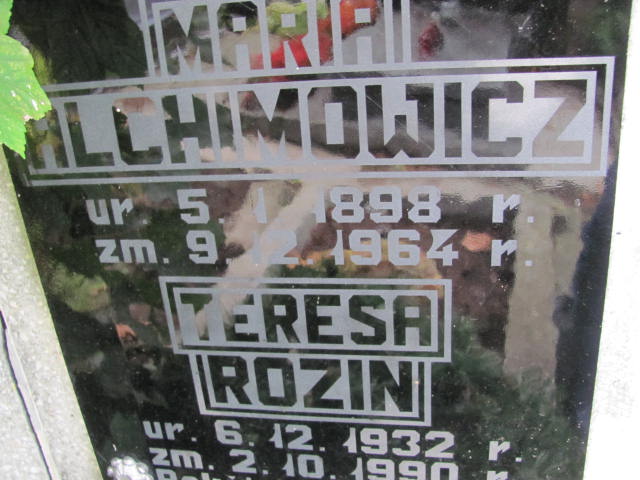 MARIA
ALCHIMOWICZ
ur. 5. 1 1898 r.
zm. 9. 12. 1964 r.
TERESA
ROZIN
ur. 6. 12. 1932 r.
zm. 2. 10. 1990 r.